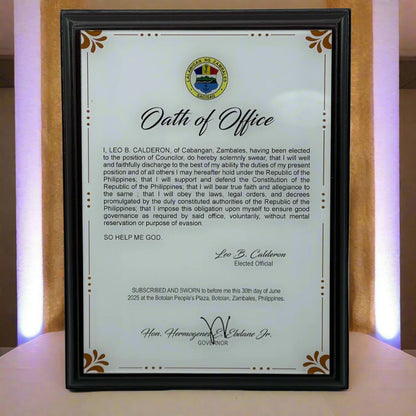 LALAWIGAN NG ZAMBALES
Oath of Office
I, LEO B. CALDERON, of Cabangan, Zambales, having been elected
to the position of Councilor, do hereby solemnly swear, that I will well
and faithfully discharge to the best of my ability the duties of my present
position and of all others I may hereafter hold under the Republic of the
Philippines; that I will support and defend the Constitution of the
Republic of the Philippines; that I will bear true faith and allegiance to
the same ; that I will obey the laws, legal orders, and decrees
promulgated by the duly constituted authorities of the Republic of the
Philippines; that I impose this obligation upon myself to ensure good
governance as required by said office, voluntarily, without mental
reservation or purpose of evasion.
SO HELP ME GOD.
Leo B. Calderon
Elected Official
SUBSCRIBED AND SWORN to before me this 30th day of June
2025 at the Botolan People's Plaza, Botolan, Zambales, Philippines.
Hon. Hermogenes E. Ebdane Jr.
GOVERNOR